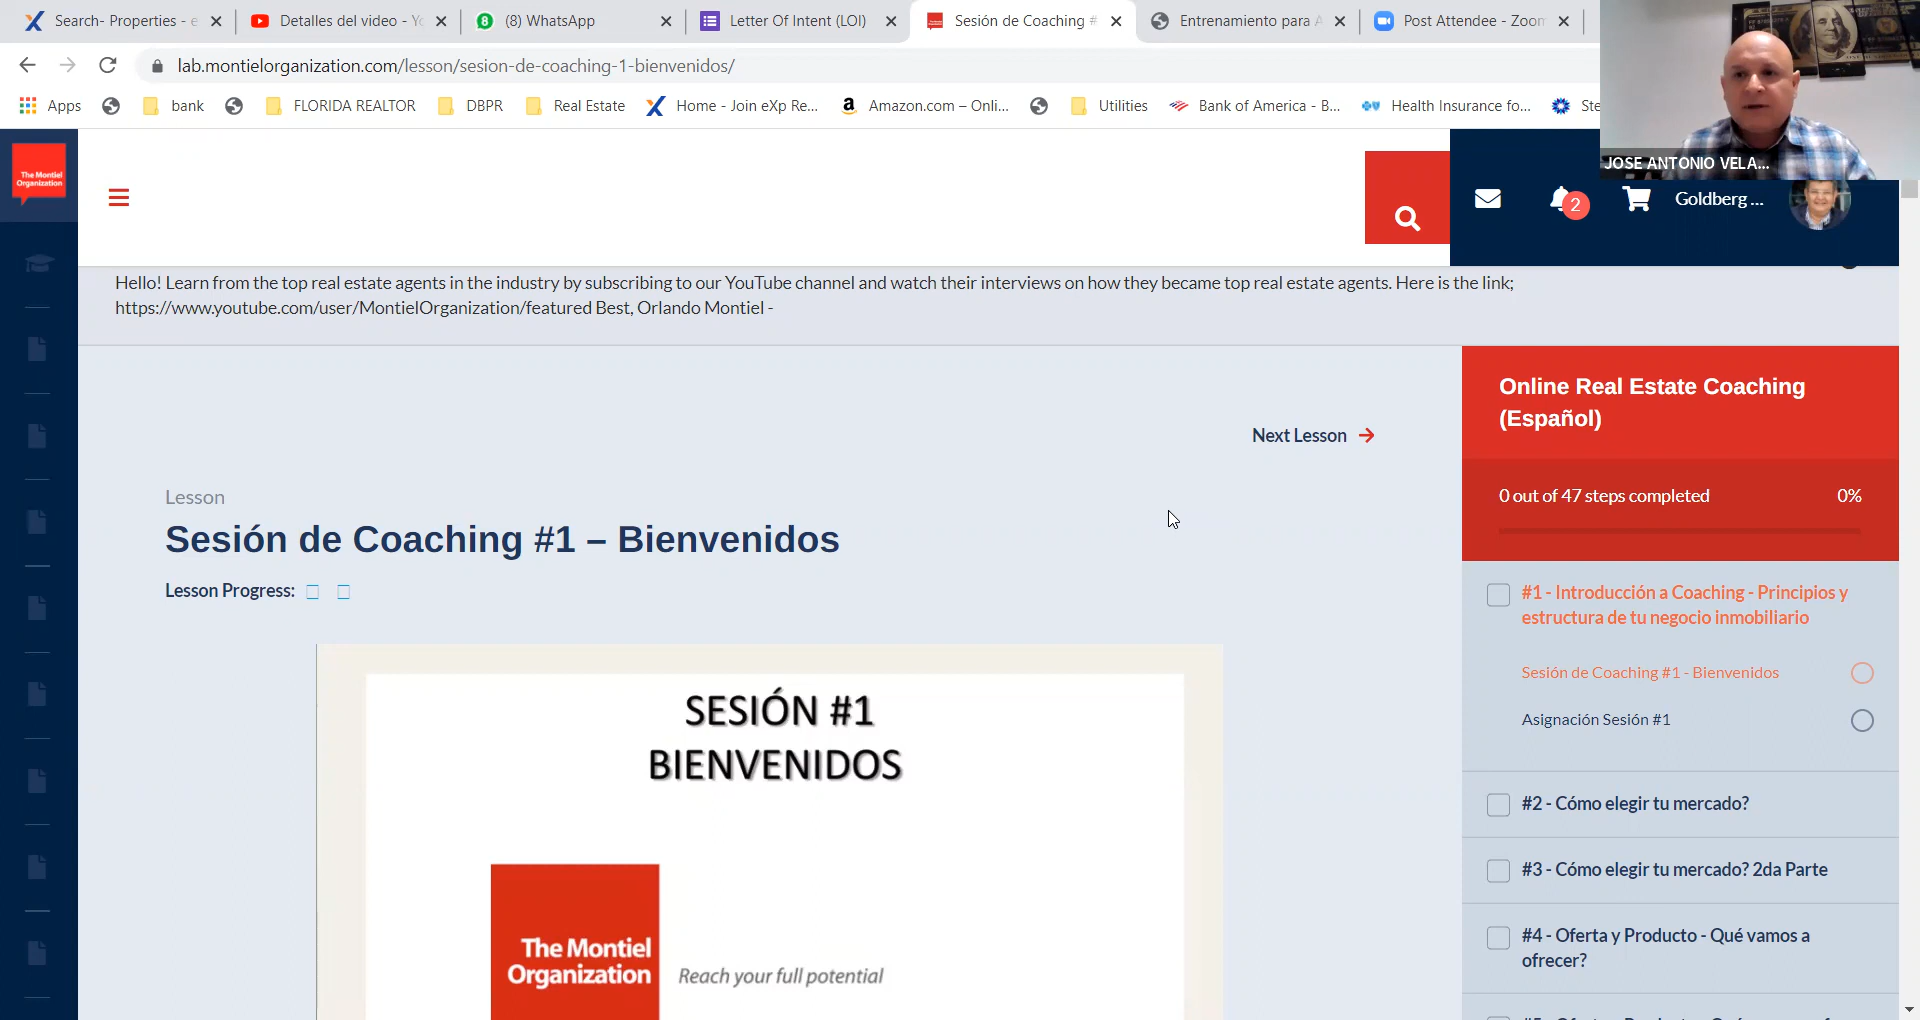 Search- Properties - e
Detalles del video - Yo
(8) WhatsApp
Letter Of Intent (LOI)
Sesión de Coaching #
Entrenamiento para A
Post Attendee - Zoom
lab.montielorganization.com/lesson/sesion-de-coaching-1-bienvenidos/
Apps
bank
FLORIDA REALTOR
DBPR
Real Estate
Home - Join eXp Re...
Amazon.com – Onli...
Utilities
Bank of America - B...
Health Insurance fo...
Ste
JOSE ANTONIO VELA...
The Montiel
Organization
2
Goldberg ...
Hello! Learn from the top real estate agents in the industry by subscribing to our YouTube channel and watch their interviews on how they became top real estate agents. Here is the link;
https://www.youtube.com/user/MontielOrganization/featured Best, Orlando Montiel -
Next Lesson
Lesson
Sesión de Coaching #1 – Bienvenidos
Lesson Progress:
SESIÓN #1
BIENVENIDOS
The Montiel
Organization
Reach your full potential
Online Real Estate Coaching
(Español)
0 out of 47 steps completed
0%
#1 - Introducción a Coaching - Principios y
estructura de tu negocio inmobiliario
Sesión de Coaching #1 - Bienvenidos
Asignación Sesión #1
#2 - Cómo elegir tu mercado?
#3 - Cómo elegir tu mercado? 2da Parte
#4 - Oferta y Producto - Qué vamos a
ofrecer?